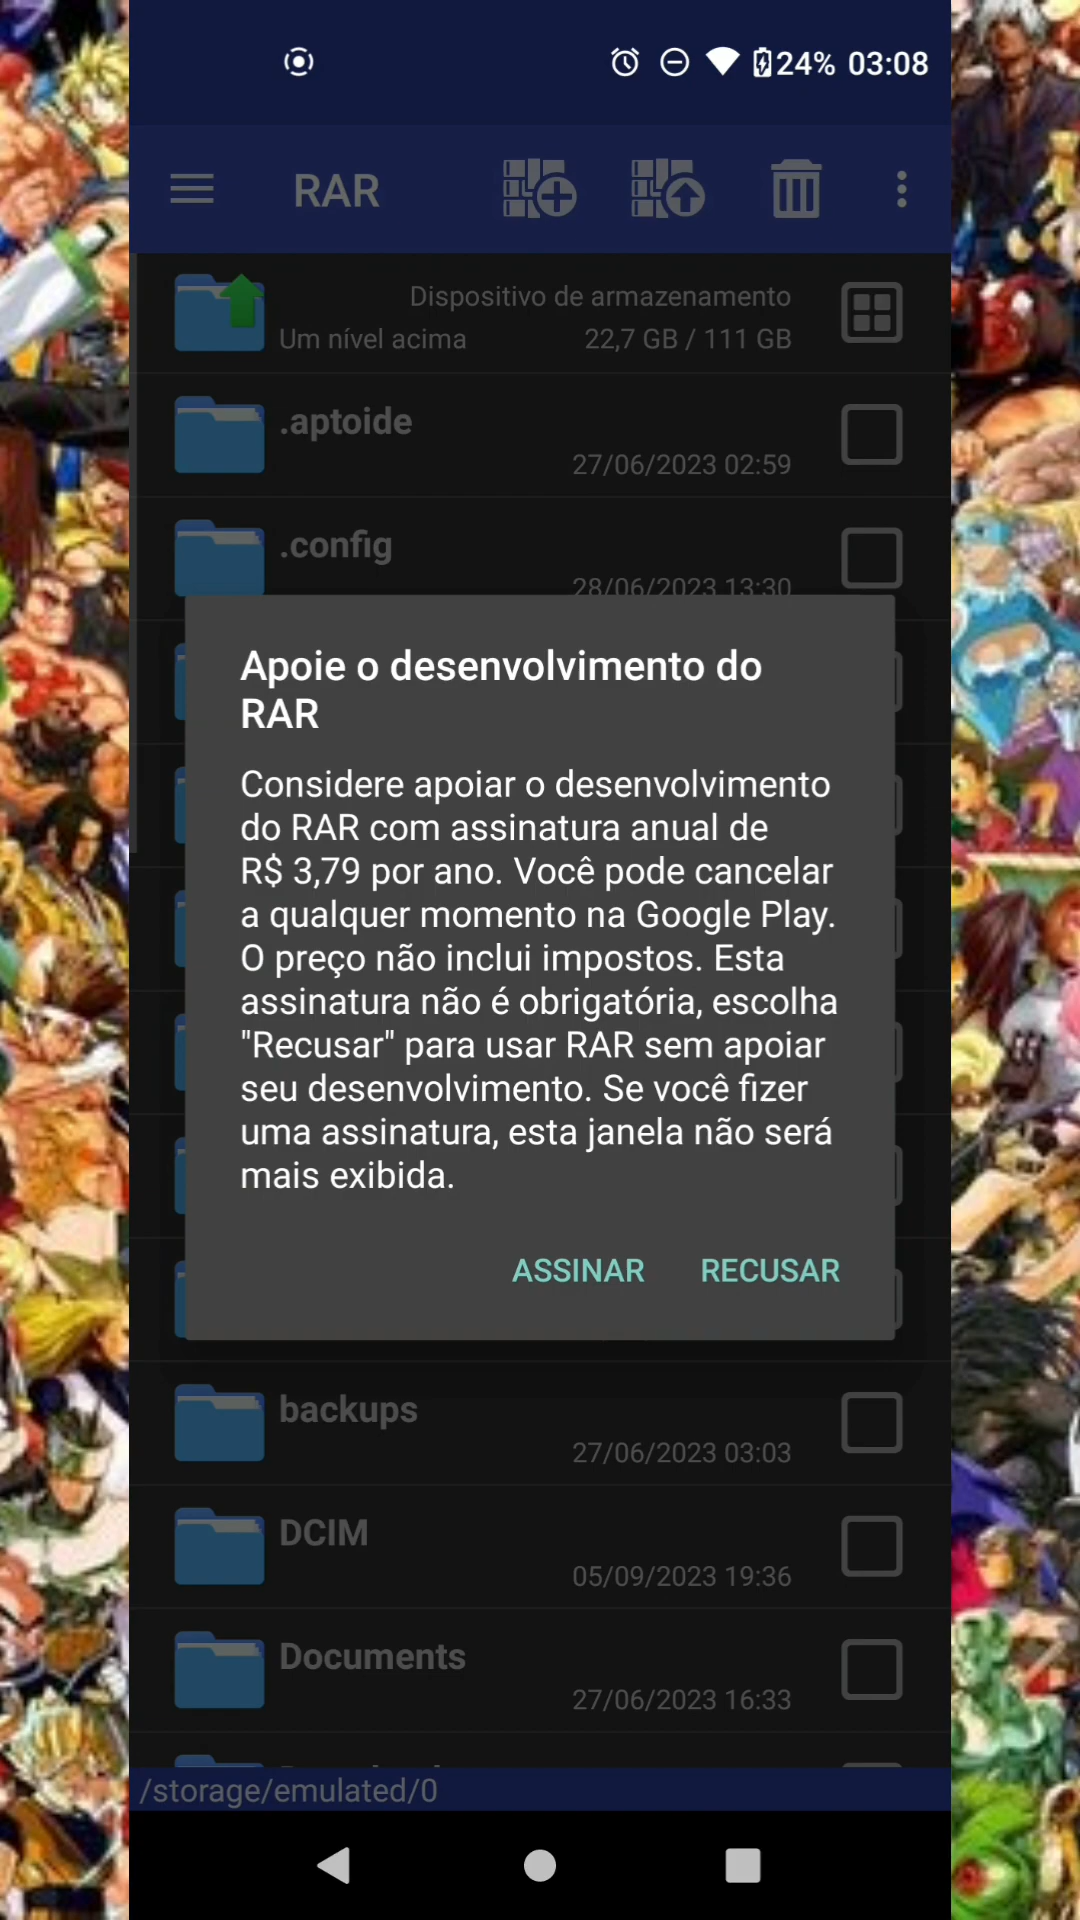 24% 03:08
RAR
Dispositivo de armazenamento
Um nível acima 22,7 GB / 111 GB
.aptoide
27/06/2023 02:59
.config
28/06/2023 13:30
Apoie o desenvolvimento do
RAR
Considere apoiar o desenvolvimento
do RAR com assinatura anual de
R$ 3,79 por ano. Você pode cancelar
a qualquer momento na Google Play.
O preço não inclui impostos. Esta
assinatura não é obrigatória, escolha
"Recusar" para usar RAR sem apoiar
seu desenvolvimento. Se você fizer
uma assinatura, esta janela não será
mais exibida.
ASSINAR RECUSAR
backups
27/06/2023 03:03
DCIM
05/09/2023 19:36
Documents
27/06/2023 16:33
/storage/emulated/0